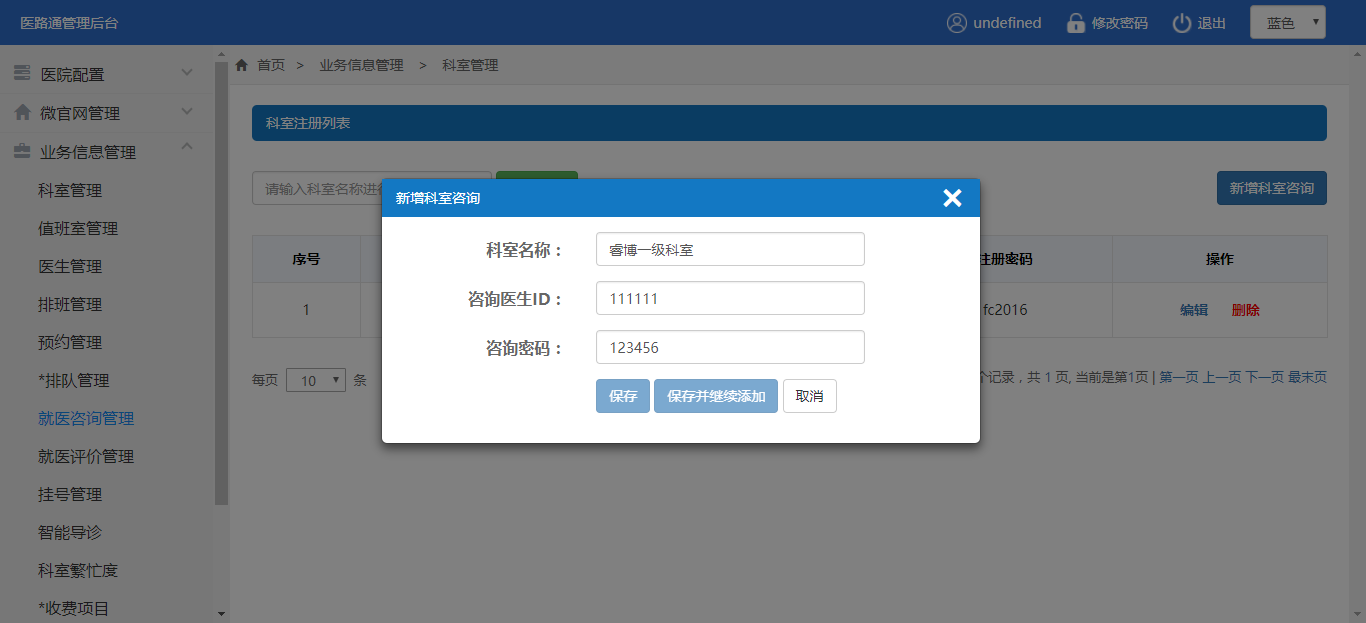 医路通管理后台
undefined
修改密码
退出
蓝色
医院配置
微官网管理
业务信息管理
科室管理
值班室管理
医生管理
排班管理
预约管理
*排队管理
就医咨询管理
就医评价管理
挂号管理
智能导诊
科室繁忙度
*收费项目
首页 > 业务信息管理 > 科室管理
科室注册列表
请输入科室名称进
新增科室咨询
序号
注册密码
操作
1
fc2016
编辑 删除
每页 10 条
个记录，共 1 页, 当前是第1页 | 第一页 上一页 下一页 最末页
新增科室咨询
科室名称：
睿博一级科室
咨询医生ID：
111111
咨询密码：
123456
保存
保存并继续添加
取消